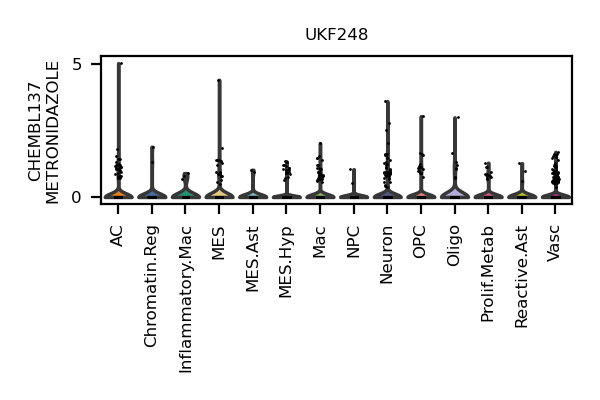 UKF248
CHEMBL137
METRONIDAZOLE
5
0
AC
Chromatin.Reg
Inflammatory.Mac
MES
MES.Ast
MES.Hyp
Mac
NPC
Neuron
OPC
Oligo
Prolif.Metab
Reactive.Ast
Vasc